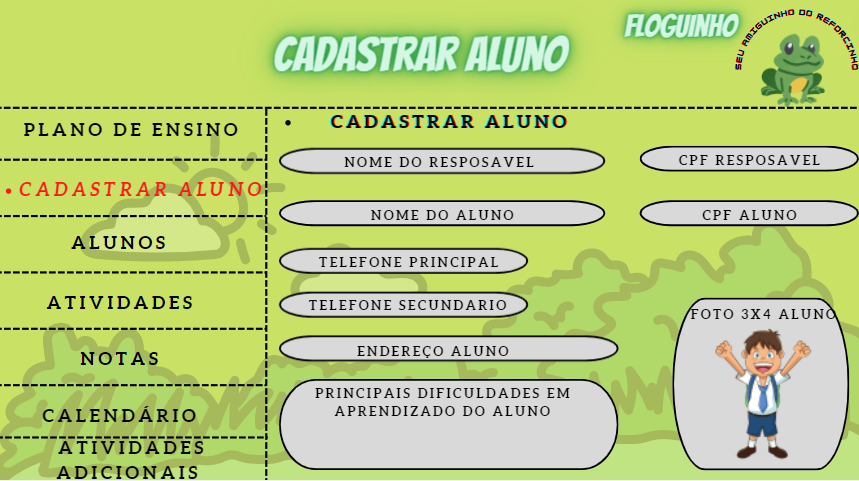 FLOGUINHO
SEU AMIGUINHO DO REFORCINHO
CADASTRAR ALUNO
PLANO DE ENSINO
• CADASTRAR ALUNO
ALUNOS
ATIVIDADES
NOTAS
CALENDÁRIO
ATIVIDADES
ADICIONAIS
• CADASTRAR ALUNO
NOME DO RESPOSAVEL
CPF RESPOSAVEL
NOME DO ALUNO
CPF ALUNO
TELEFONE PRINCIPAL
TELEFONE SECUNDARIO
ENDEREÇO ALUNO
PRINCIPAIS DIFICULDADES EM
APRENDIZADO DO ALUNO
FOTO 3X4 ALUNO